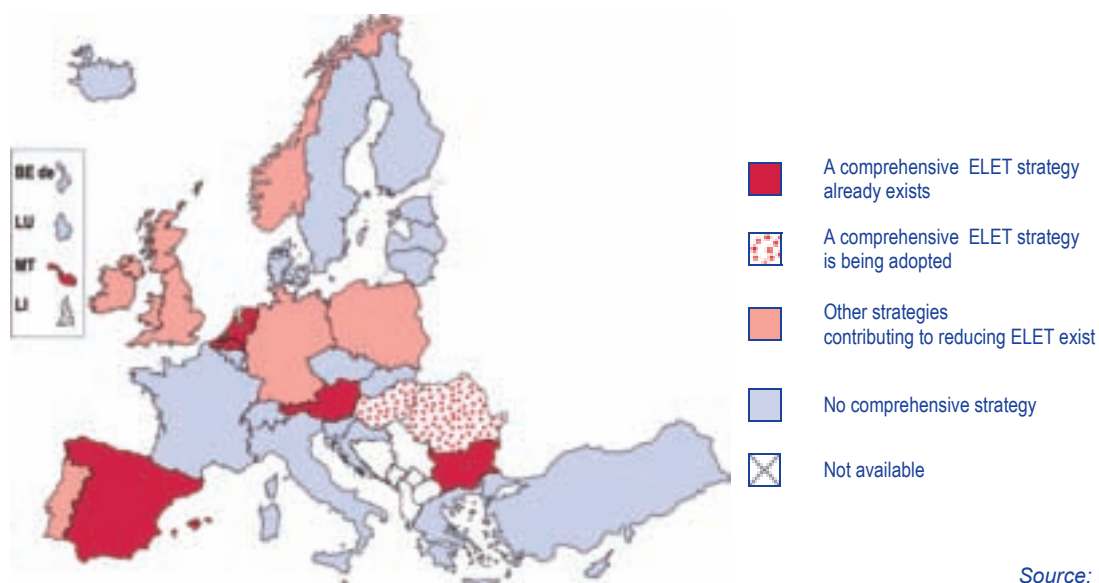 BE de
LU
MT
LI
A comprehensive ELET strategy
already exists
A comprehensive ELET strategy
is being adopted
Other strategies
contributing to reducing ELET exist
No comprehensive strategy
Not available
Source: